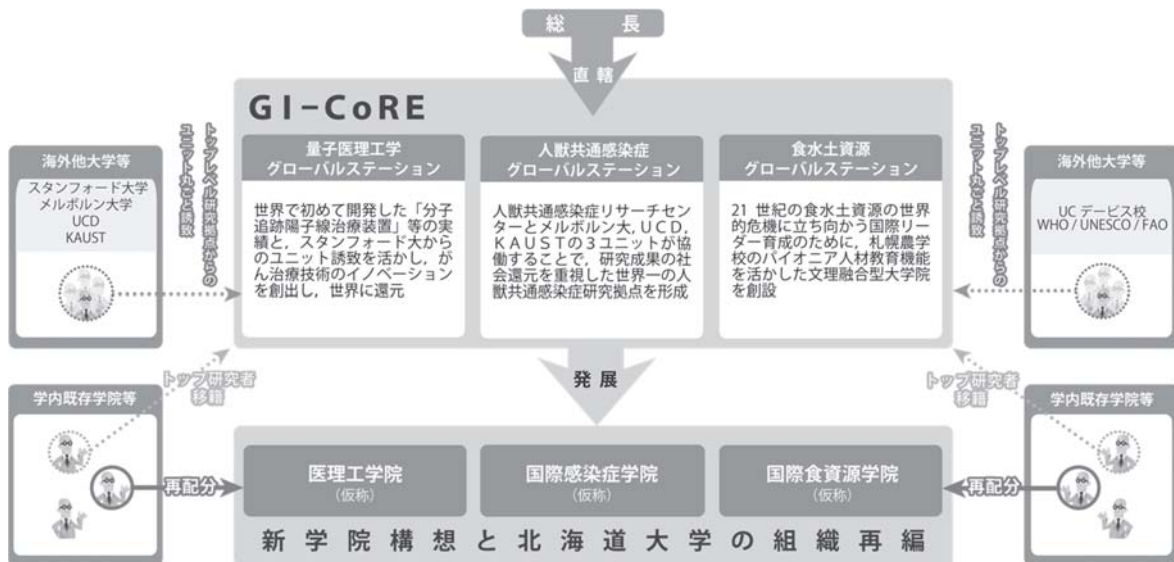 総長
直轄
GI-CoRE
量子医理工学
グローバルステーション
世界で初めて開発した「分子
追跡陽子線治療装置」等の実
績と，スタンフォード大から
のユニット誘致を活かし，が
ん治療技術のイノベーション
を創出し，世界に還元
人獣共通感染症
グローバルステーション
人獣共通感染症リサーチセン
ターとメルボルン大，UCD，
KAUSTの3ユニットが協
働することで，研究成果の社
会還元を重視した世界一の人
獣共通感染症研究拠点を形成
食水土資源
グローバルステーション
21 世紀の食水土資源の世界
的危機に立ち向かう国際リー
ダー育成のために，札幌農学
校のパイオニア人材教育機能
を活かした文理融合型大学院
を創設
トップレベル研究拠点からの
ユニット丸ごと誘致
海外他大学等
スタンフォード大学
メルボルン大学
UCD
KAUST
トップレベル研究拠点からの
ユニット丸ごと誘致
海外他大学等
UC デービス校
WHO / UNESCO / FAO
発展
トップ研究者
移籍
学内既存学院等
再配分
トップ研究者
移籍
学内既存学院等
再配分
医理工学院
（仮称）
国際感染症学院
（仮称）
国際食資源学院
（仮称）
新学院構想と北海道大学の組織再編